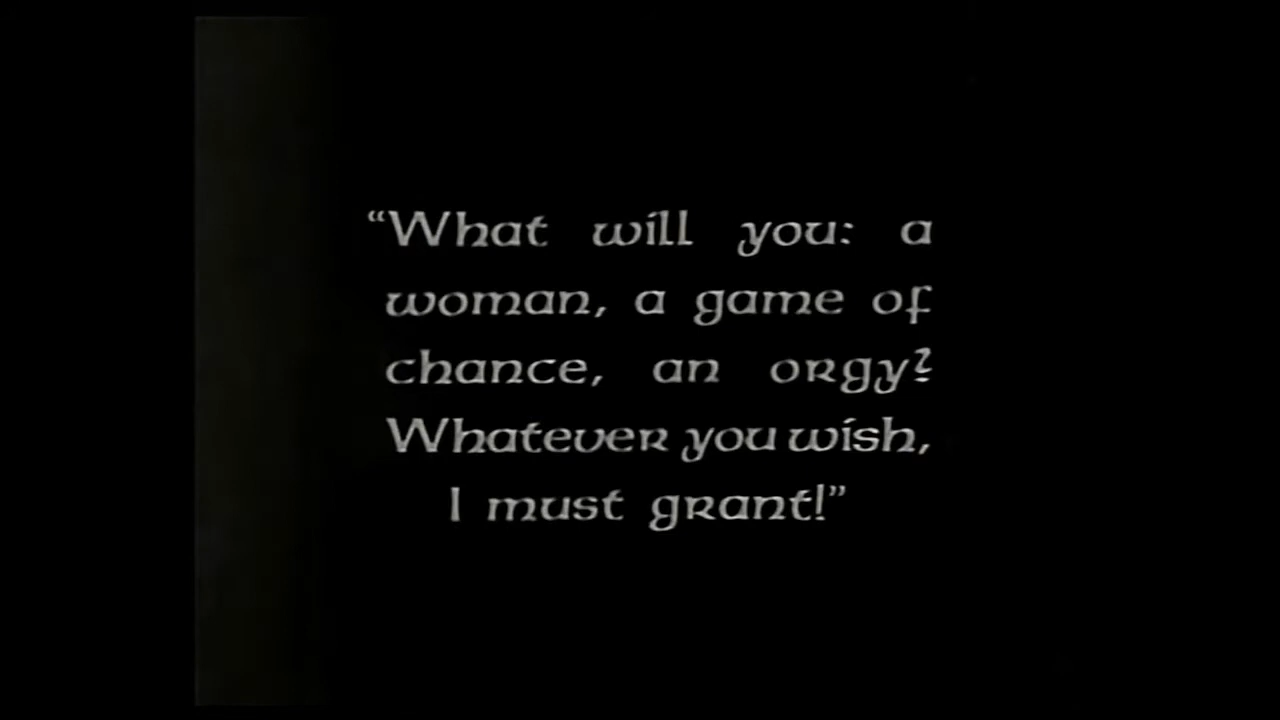 “What will you: a
woman, a game of
chance, an orgy?
Whatever you wish,
I must grant!”